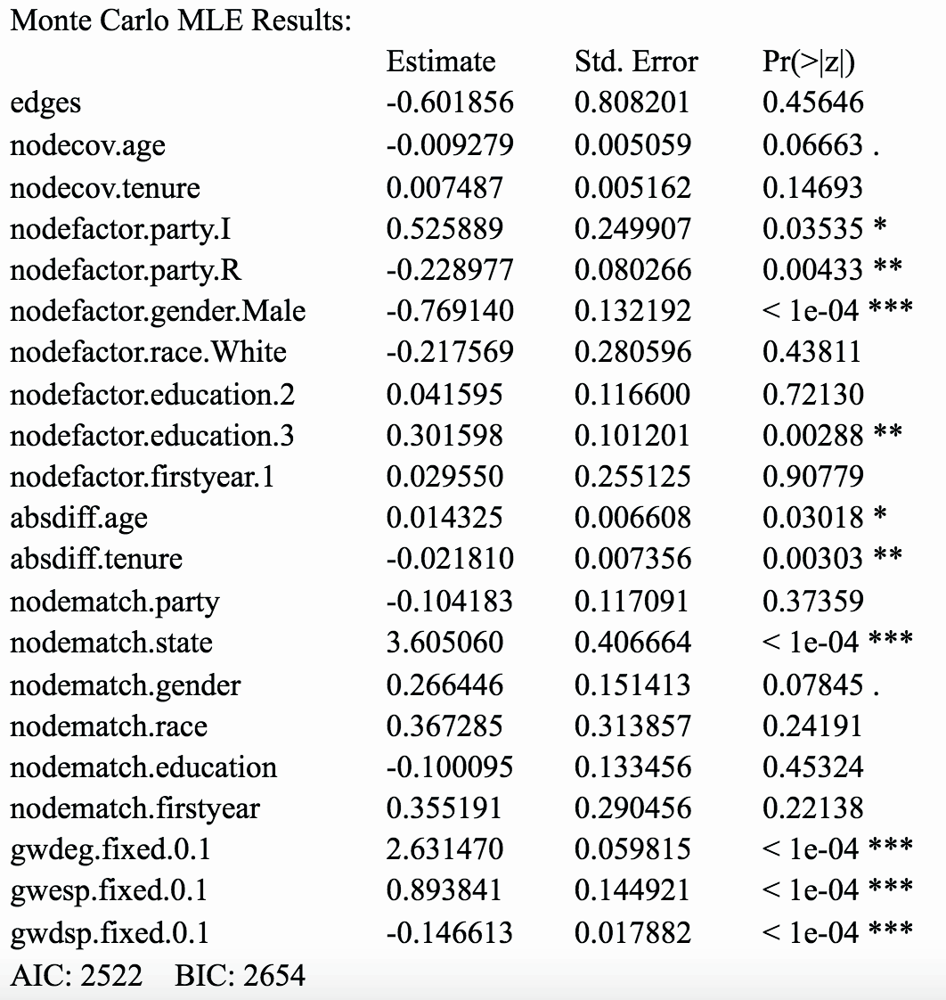 Monte Carlo MLE Results:
Estimate Std. Error Pr(>|z|)
edges -0.601856 0.808201 0.45646
nodecov.age -0.009279 0.005059 0.06663 .
nodecov.tenure 0.007487 0.005162 0.14693
nodefactor.party.I 0.525889 0.249907 0.03535 *
nodefactor.party.R -0.228977 0.080266 0.00433 **
nodefactor.gender.Male -0.769140 0.132192 < 1e-04 ***
nodefactor.race.White -0.217569 0.280596 0.43811
nodefactor.education.2 0.041595 0.116600 0.72130
nodefactor.education.3 0.301598 0.101201 0.00288 **
nodefactor.firstyear.1 0.029550 0.255125 0.90779
absdiff.age 0.014325 0.006608 0.03018 *
absdiff.tenure -0.021810 0.007356 0.00303 **
nodematch.party -0.104183 0.117091 0.37359
nodematch.state 3.605060 0.406664 < 1e-04 ***
nodematch.gender 0.266446 0.151413 0.07845 .
nodematch.race 0.367285 0.313857 0.24191
nodematch.education -0.100095 0.133456 0.45324
nodematch.firstyear 0.355191 0.290456 0.22138
gwdeg.fixed.0.1 2.631470 0.059815 < 1e-04 ***
gwesp.fixed.0.1 0.893841 0.144921 < 1e-04 ***
gwdsp.fixed.0.1 -0.146613 0.017882 < 1e-04 ***
AIC: 2522 BIC: 2654